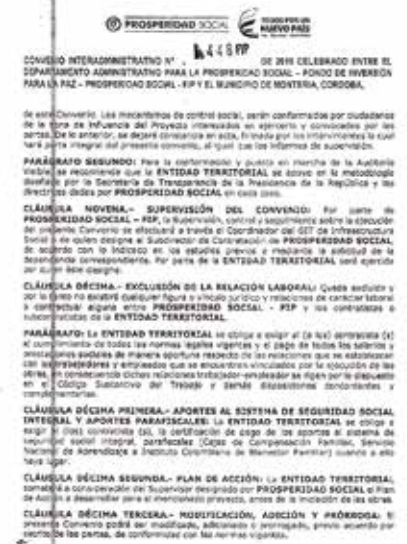 PROSPERIDAD SOCIAL TODOS POR UN
NUEVO PAÍS
CONVENIO INTERADMINISTRATIVO N° 448 FIP DE 2015 CELEBRADO ENTRE EL
DEPARTAMENTO ADMINISTRATIVO PARA LA PROSPERIDAD SOCIAL – FONDO DE INVERSIÓN
PARA LA PAZ – PROSPERIDAD SOCIAL - FIP Y EL MUNICIPIO DE MONTERIA, CORDOBA.
de este Convenio. Los mecanismos de control social, serán conformados por ciudadanos
de la zona de influencia del Proyecto interesados en ejercerlo y convocados por las
partes. De lo anterior, se dejará constancia en acta, firmada por los intervinientes la cual
hará parte integral del presente convenio, al igual que los informes de supervisión.
PARÁGRAFO SEGUNDO: Para la conformación y puesta en marcha de la Auditoría
Visible, se recomienda que la ENTIDAD TERRITORIAL se apoye en la metodología
diseñada por la Secretaría de Transparencia de la Presidencia de la República y las
directrices dadas por PROSPERIDAD SOCIAL en cada caso.
CLÁUSULA NOVENA.- SUPERVISIÓN DEL CONVENIO: Por parte de
PROSPERIDAD SOCIAL – FIP, la supervisión, control y seguimiento sobre la ejecución
del presente Convenio se efectuará a través el Coordinador del GIT de Infraestructura
Social o de quien designe el Subdirector de Contratación de PROSPERIDAD SOCIAL,
de acuerdo con lo indicado en los estudios previos o mediante la solicitud de la
dependencia correspondiente. Por parte de la ENTIDAD TERRITORIAL será ejercida
por quien éste designe.
CLÁUSULA DÉCIMA.- EXCLUSIÓN DE LA RELACIÓN LABORAL: Queda excluido y
por lo tanto no existirá cualquier figura o vínculo jurídico y relaciones de carácter laboral
o contractual alguna entre PROSPERIDAD SOCIAL - FIP y los contratistas o
subcontratistas de la ENTIDAD TERRITORIAL.
PARÁGRAFO: La ENTIDAD TERRITORIAL se obliga a exigir al (a los) contratista (s)
el cumplimiento de todas las normas legales vigentes y el pago de todos los salarios y
prestaciones sociales de manera oportuna respecto de las relaciones que se establezcan
con los trabajadores y empleados que se encuentren vinculados por la ejecución de las
obras, en dichas relaciones trabajador-empleador se rigen por lo dispuesto
en el Código Sustantivo del Trabajo y demás disposiciones concordantes y
complementarias.
CLÁUSULA DÉCIMA PRIMERA.- APORTES AL SISTEMA DE SEGURIDAD SOCIAL
INTEGRAL Y APORTES PARAFISCALES: La ENTIDAD TERRITORIAL se obliga a
exigir al (los) contratista (s), la certificación de pago de los aportes al sistema de
seguridad social integral, parafiscales (Cajas de Compensación Familiar, Servicio
Nacional de Aprendizaje e Instituto Colombiano de Bienestar Familiar) cuando a ello
haya lugar.
CLÁUSULA DÉCIMA SEGUNDA.- PLAN DE ACCIÓN: La ENTIDAD TERRITORIAL
someterá a consideración del Supervisor designado por PROSPERIDAD SOCIAL el Plan
de Acción a desarrollar para el mencionado proyecto, antes de la iniciación de las obras.
CLÁUSULA DÉCIMA TERCERA.- MODIFICACIÓN, ADICIÓN Y PRÓRROGA: El
presente Convenio podrá ser modificado, adicionado o prorrogado, previo acuerdo por
escrito de las partes, de conformidad con las normas vigentes.